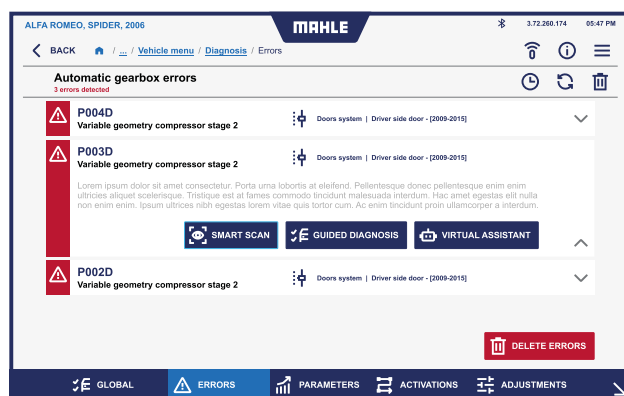 ALFA ROMEO, SPIDER, 2006
MAHLE
3.72.260.174 05:47 PM
BACK / ... / Vehicle menu / Diagnosis / Errors
Automatic gearbox errors
3 errors detected
P004D
Variable geometry compressor stage 2
Doors system | Driver side door - [2009-2015]
P003D
Variable geometry compressor stage 2
Doors system | Driver side door - [2009-2015]
Lorem ipsum dolor sit amet consectetur. Porta urna lobortis at eleifend. Pellentesque donec pellentesque enim enim
ultricies aliquet scelerisque. Tristique est at fames commodo tincidunt malesuada interdum. Hac amet egestas elit nulla
non enim enim. Ipsum ultrices nibh egestas lorem vitae quis tortor cum. Ac enim tincidunt proin ullamcorper a interdum.
SMART SCAN
GUIDED DIAGNOSIS
VIRTUAL ASSISTANT
P002D
Variable geometry compressor stage 2
Doors system | Driver side door - [2009-2015]
DELETE ERRORS
GLOBAL
ERRORS
PARAMETERS
ACTIVATIONS
ADJUSTMENTS